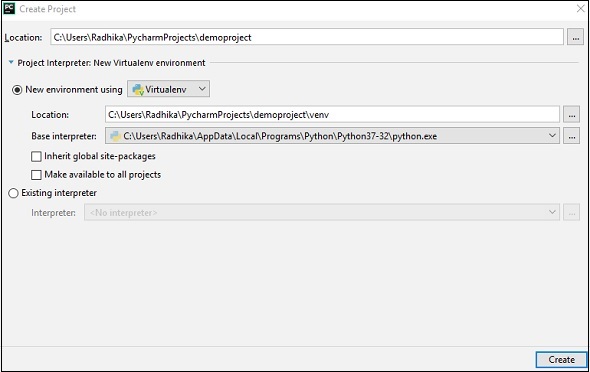 PC
Create Project
Location: C:\Users\Radhika\PycharmProjects\demoproject ...
Project Interpreter: New Virtualenv environment
New environment using Virtualenv
Location: C:\Users\Radhika\PycharmProjects\demoproject\venv ...
Base interpreter: C:\Users\Radhika\AppData\Local\Programs\Python\Python37-32\python.exe ...
Inherit global site-packages
Make available to all projects
Existing interpreter
Interpreter: <No interpreter> ...
Create